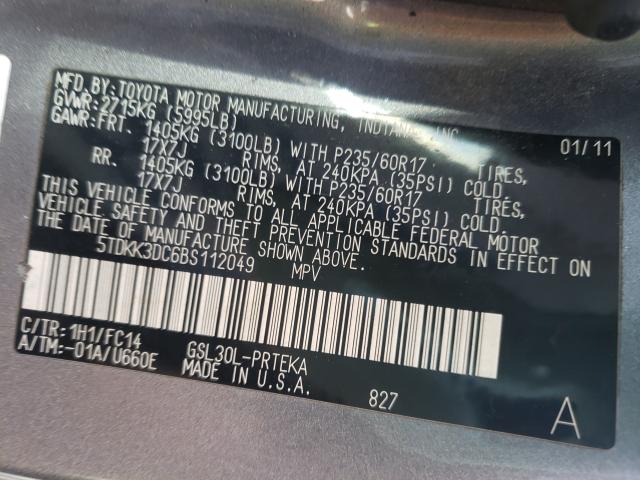 MFD. BY: TOYOTA MOTOR MANUFACTURING, INDIANA, INC.
GVWR: 2715KG (5995LB) 01/11
GAWR: FRT. 1405KG (3100LB) WITH P235/60R17 TIRES,
17X7J RIMS, AT 240KPA (35PSI) COLD.
RR. 1405KG (3100LB) WITH P235/60R17 TIRES,
17X7J RIMS, AT 240KPA (35PSI) COLD.
THIS VEHICLE CONFORMS TO ALL APPLICABLE FEDERAL MOTOR
VEHICLE SAFETY AND THEFT PREVENTION STANDARDS IN EFFECT ON
THE DATE OF MANUFACTURE SHOWN ABOVE.
5TDKK3DC6BS112049 MPV
C/TR: 1H1/FC14 GSL30L-PRTEKA
A/TM: -01A/U660E MADE IN U.S.A.
827 A